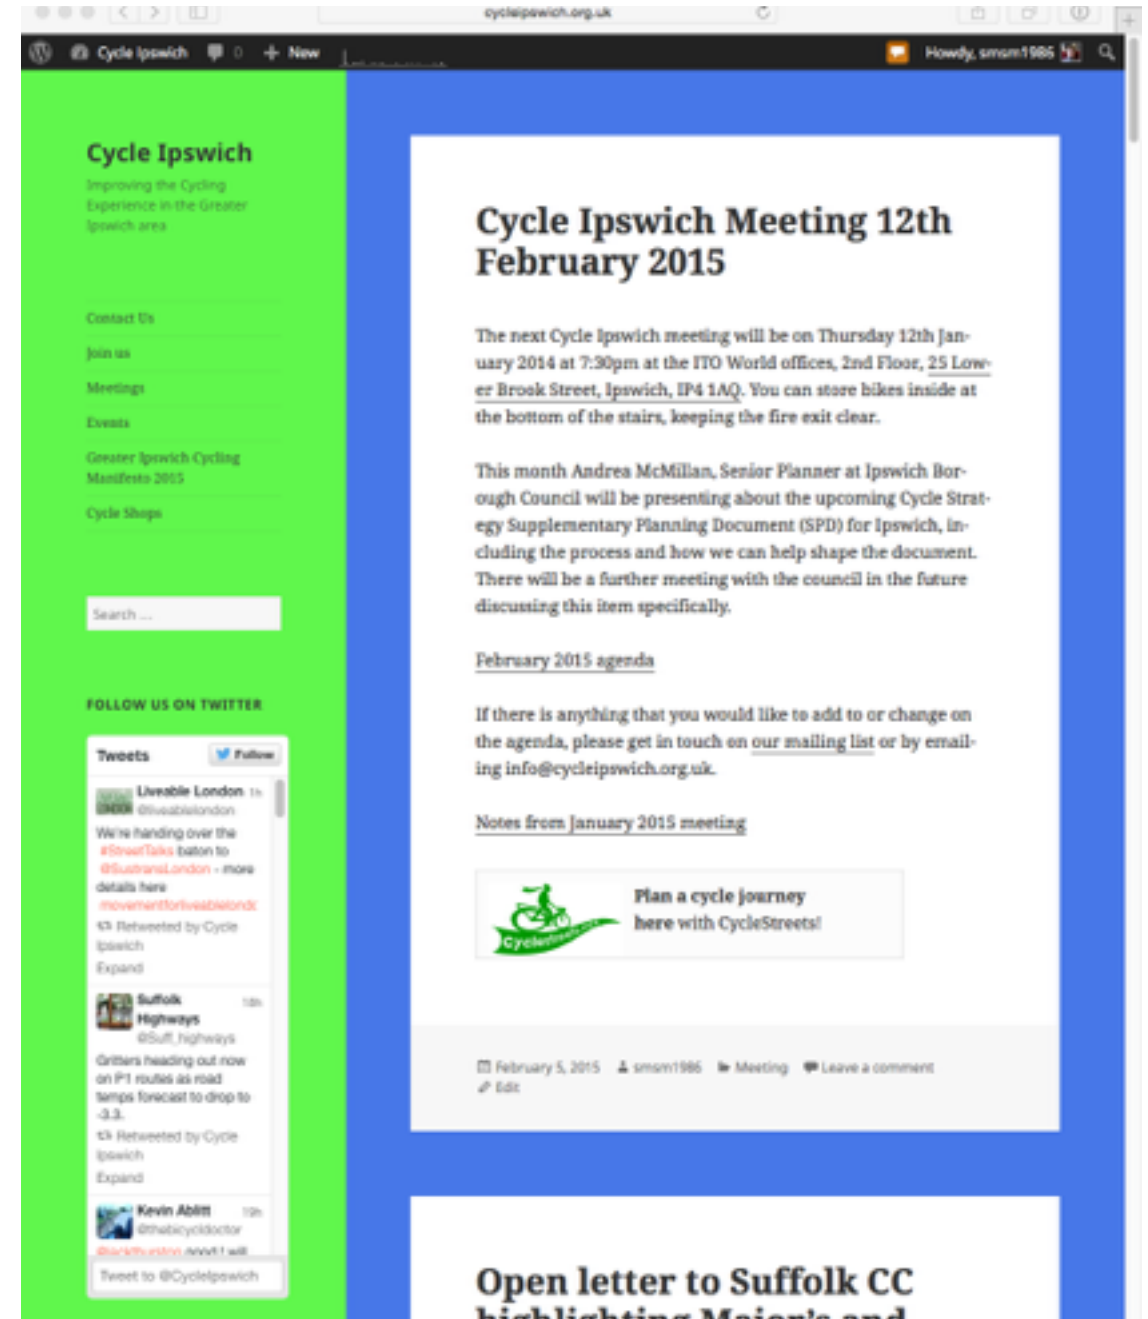 cycleipswich.org.uk
Cycle Ipswich
0
New
Howdy, smsm1986
Cycle Ipswich
Improving the Cycling
Experience in the Greater
Ipswich area
Contact Us
Join us
Meetings
Events
Greater Ipswich Cycling
Manifesto 2015
Cycle Shops
Search ...
FOLLOW US ON TWITTER
Tweets
Follow
Liveable London 1h
@liveablelondon
We're handing over the
#StreetTalks baton to
@SustransLondon - more
details here
movementforliveablelondc
Retweeted by Cycle
Ipswich
Expand
Suffolk 18h
Highways
@Suff_highways
Gritters heading out now
on P1 routes as road
temps forecast to drop to
-3.3.
Retweeted by Cycle
Ipswich
Expand
Kevin Ablitt 19h
@thebicycldoctor
@jackthurston good! I will
Tweet to @CycleIpswich
Cycle Ipswich Meeting 12th
February 2015
The next Cycle Ipswich meeting will be on Thursday 12th Jan-
uary 2014 at 7:30pm at the ITO World offices, 2nd Floor, 25 Low-
er Brook Street, Ipswich, IP4 1AQ. You can store bikes inside at
the bottom of the stairs, keeping the fire exit clear.
This month Andrea McMillan, Senior Planner at Ipswich Bor-
ough Council will be presenting about the upcoming Cycle Strat-
egy Supplementary Planning Document (SPD) for Ipswich, in-
cluding the process and how we can help shape the document.
There will be a further meeting with the council in the future
discussing this item specifically.
February 2015 agenda
If there is anything that you would like to add to or change on
the agenda, please get in touch on our mailing list or by email-
ing info@cycleipswich.org.uk.
Notes from January 2015 meeting
Plan a cycle journey
here with CycleStreets!
February 5, 2015 smsm1986 Meeting Leave a comment
Edit
Open letter to Suffolk CC
highlighting Major's and